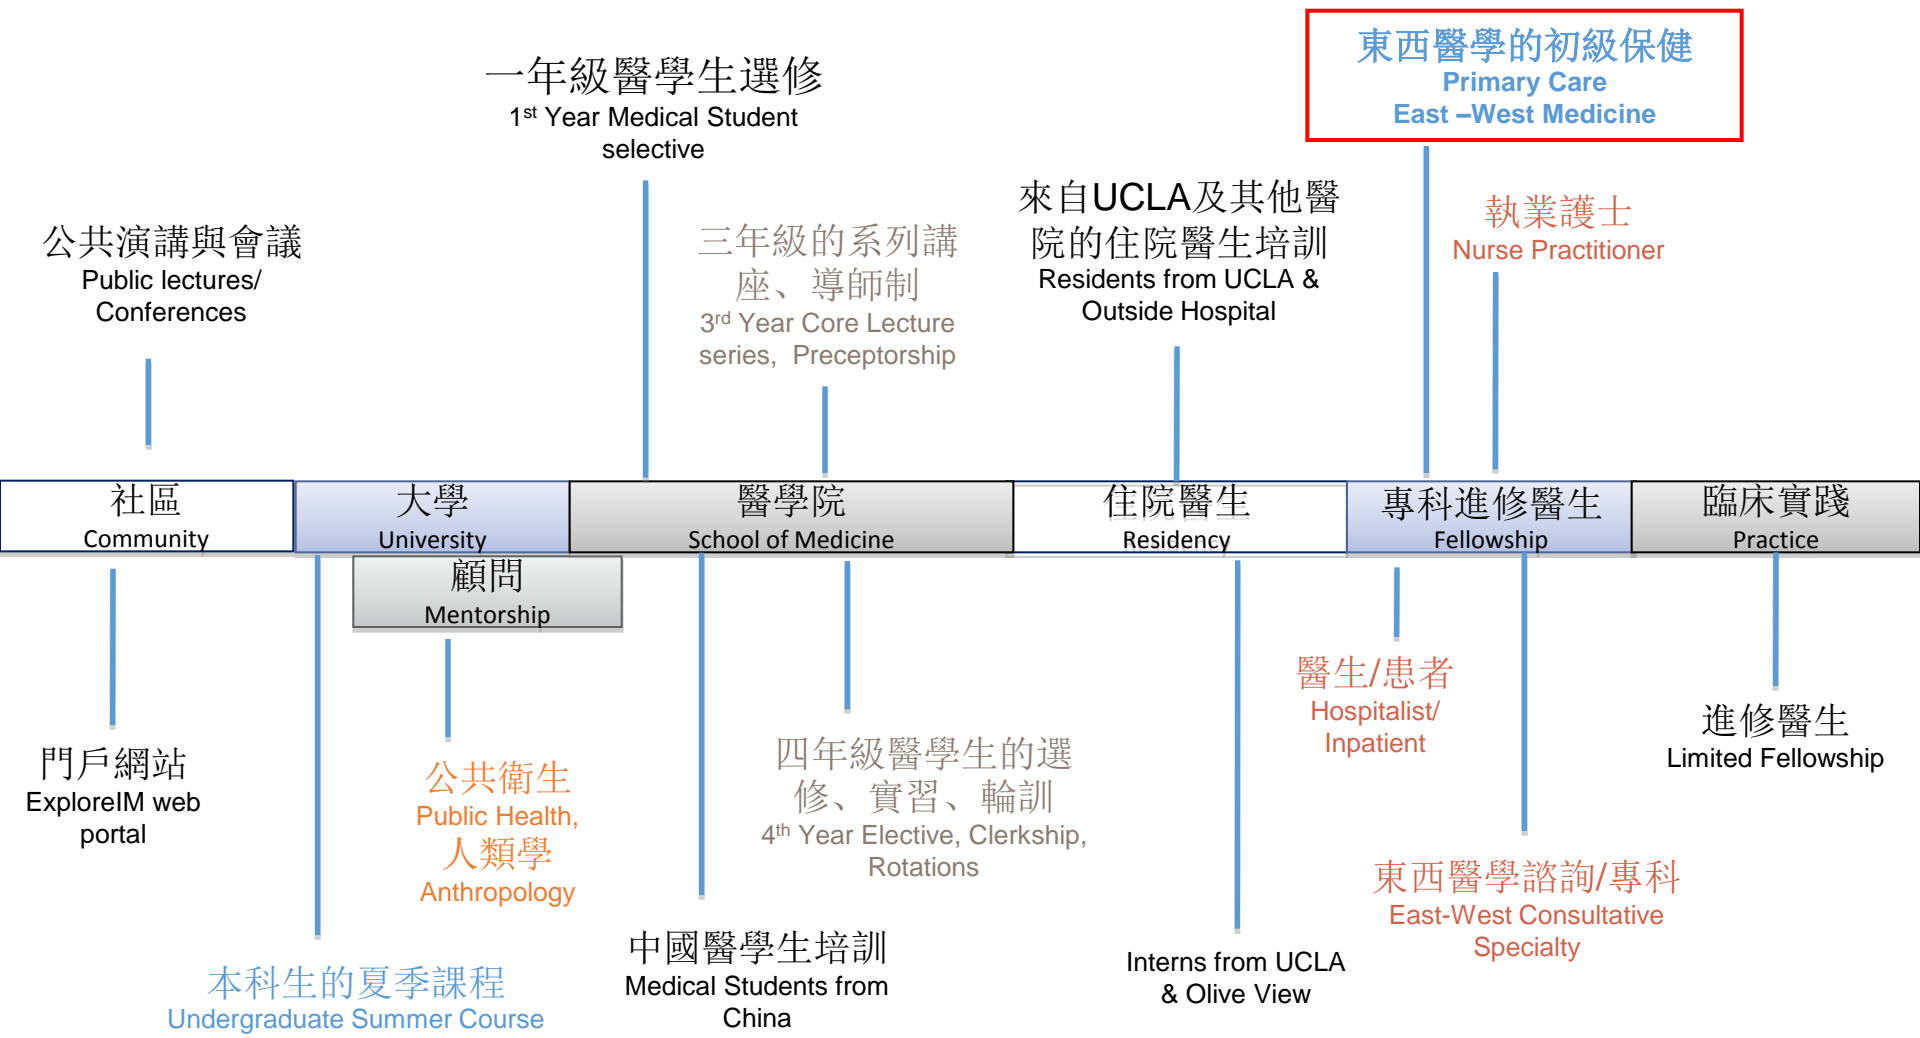 東西醫學的初級保健
Primary Care
East –West Medicine
一年級醫學生選修
1st Year Medical Student
selective
來自UCLA及其他醫
院的住院醫生培訓
Residents from UCLA &
Outside Hospital
執業護士
Nurse Practitioner
公共演講與會議
Public lectures/
Conferences
三年級的系列講
座、導師制
3rd Year Core Lecture
series, Preceptorship
社區
Community
大學
University
醫學院
School of Medicine
住院醫生
Residency
專科進修醫生
Fellowship
臨床實踐
Practice
顧問
Mentorship
門戶網站
ExploreIM web
portal
公共衛生
Public Health,
人類學
Anthropology
四年級醫學生的選
修、實習、輪訓
4th Year Elective, Clerkship,
Rotations
醫生/患者
Hospitalist/
Inpatient
進修醫生
Limited Fellowship
東西醫學諮詢/專科
East-West Consultative
Specialty
本科生的夏季課程
Undergraduate Summer Course
中國醫學生培訓
Medical Students from
China
Interns from UCLA
& Olive View